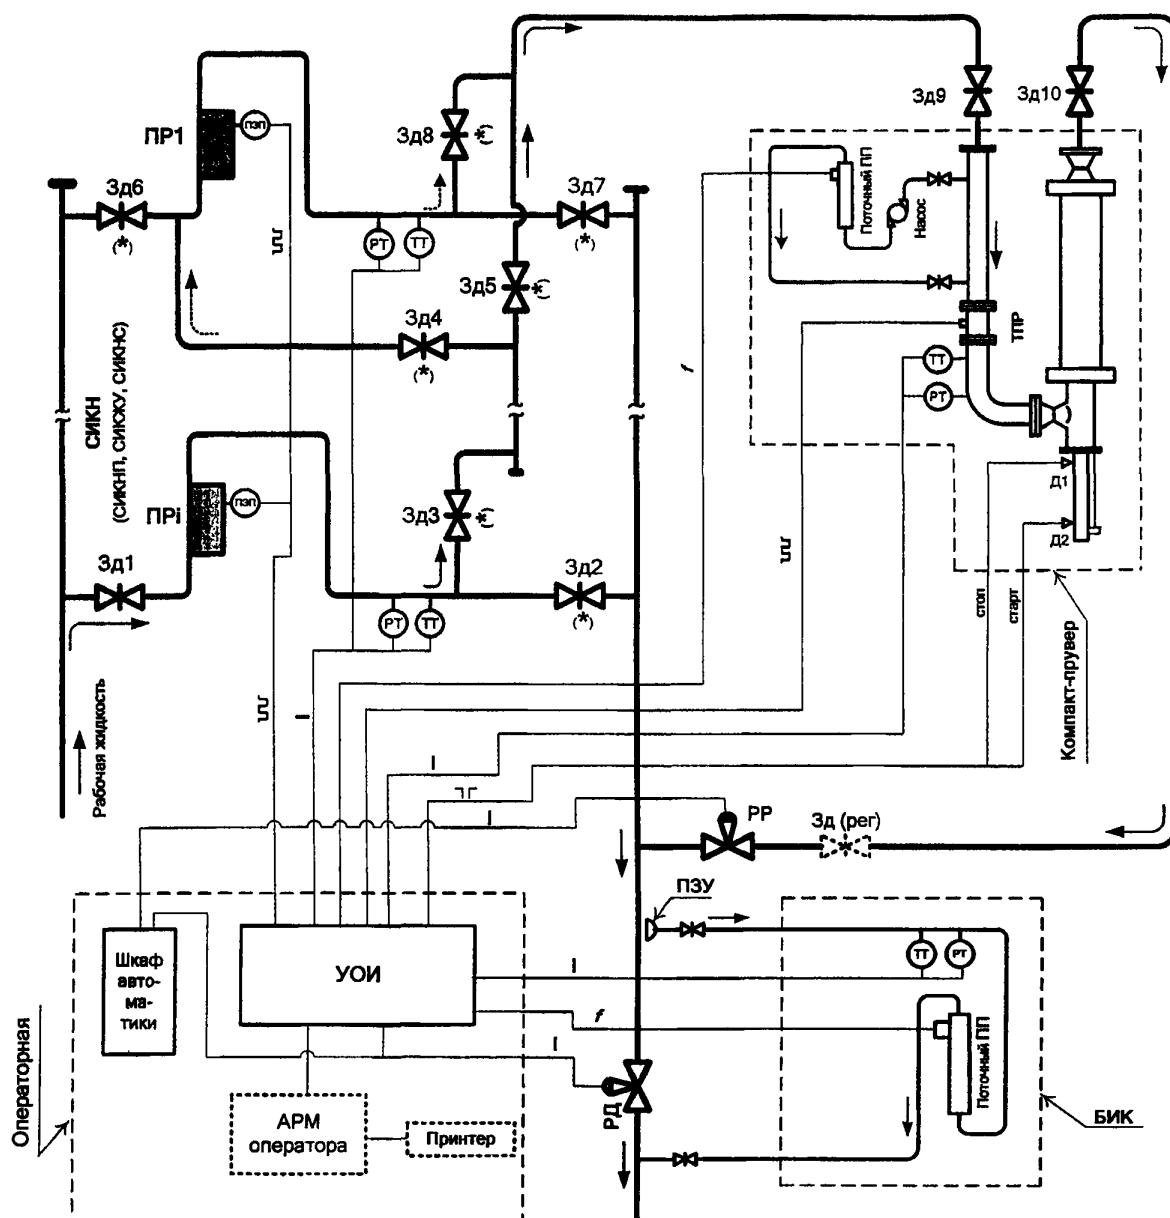 Зд9
Зд10
ПР1
ПЭП
Зд8
(*)
Зд6
(*)
Зд7
(*)
РТ
ТТ
Поточный ПП
Насос
ТПР
Зд5
(*)
Зд4
(*)
f
ТТ
РТ
СИКН
(СИКНП, СИКЖУ, СИКНС)
ПРi
ПЭП
Зд3
(*)
Зд1
Зд2
(*)
РТ
ТТ
Д1
Д2
стоп
старт
Компакт-прувер
Рабочая жидкость
I
I
I
РР
Зд (рег)
*
ПЗУ
ТТ
РТ
Шкаф
авто-
ма-
тики
УОИ
I
f
I
Поточный ПП
РД
БИК
Операторная
АРМ
оператора
Принтер